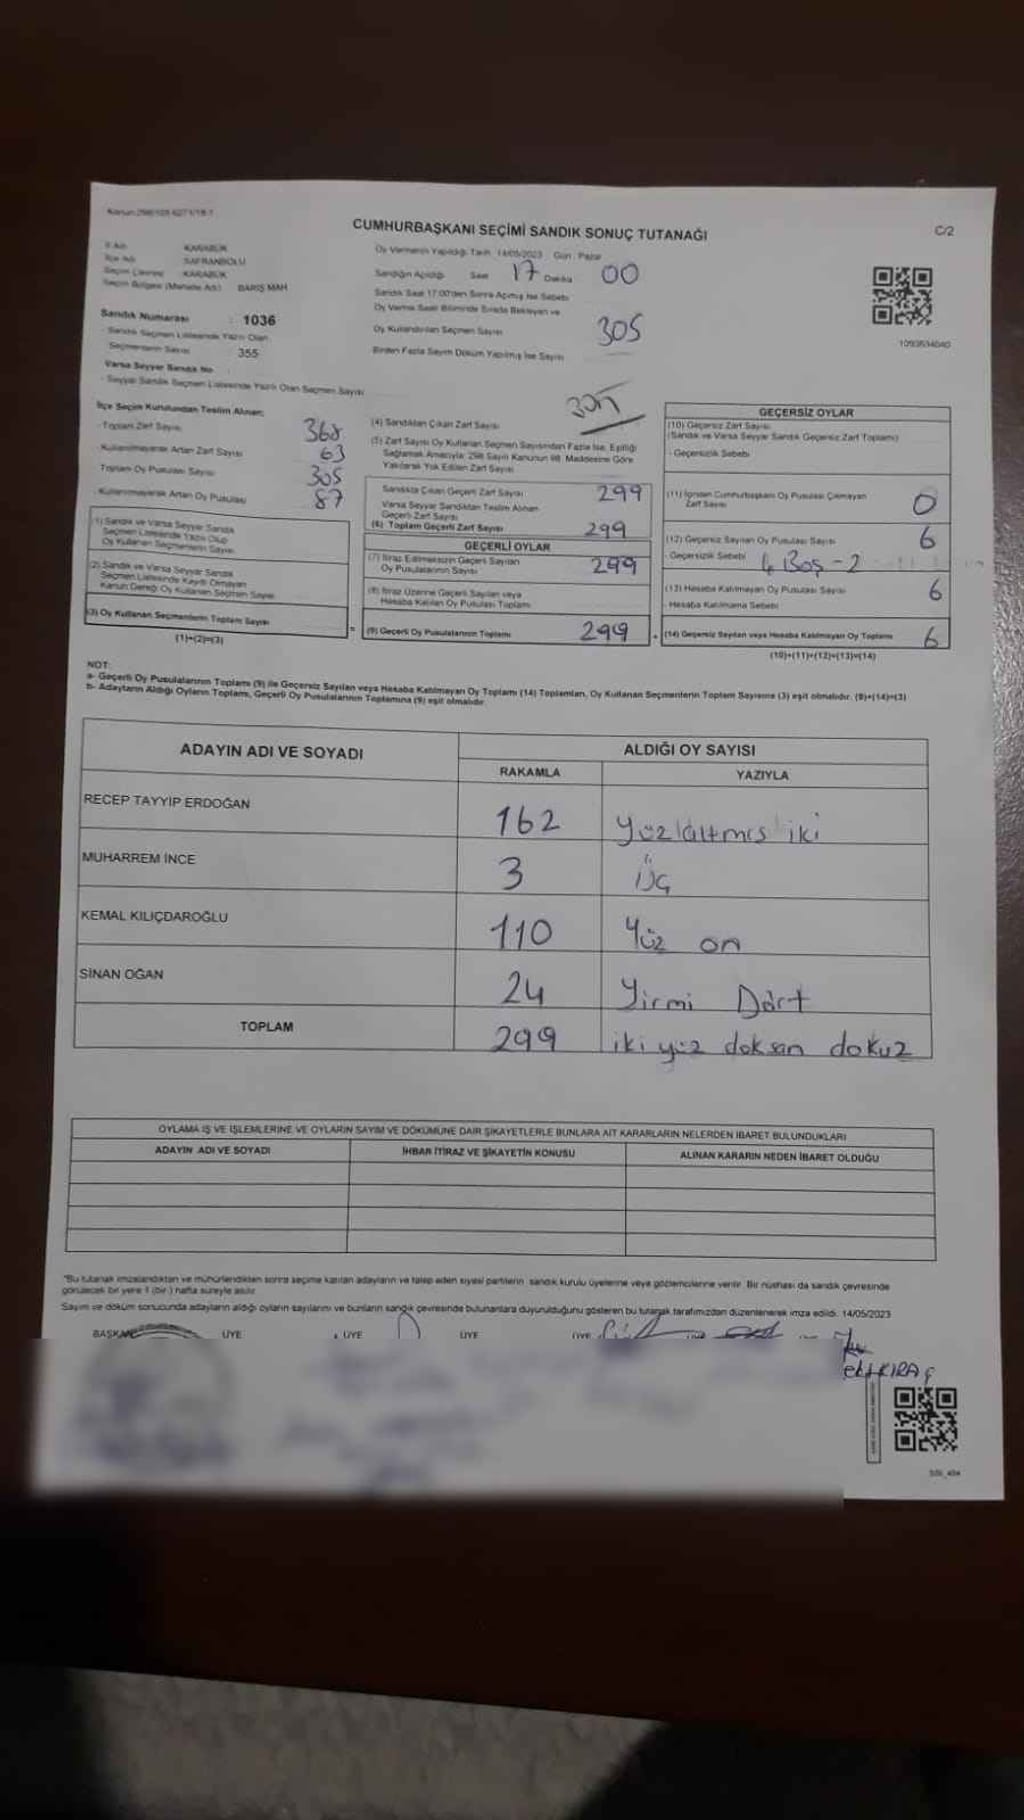 Kanun:298/105 6271/18-1
CUMHURBAŞKANI SEÇİMİ SANDIK SONUÇ TUTANAĞI
C/2
İl Adı KARABÜK
İlçe Adı SAFRANBOLU
Seçim Çevresi KARABÜK
Seçim Bölgesi (Mahalle Adı) BARIŞ MAH
Sandık Numarası : 1036
- Sandık Seçmen Listesinde Yazılı Olan
Seçmenlerin Sayısı 355
Varsa Seyyar Sandık No
- Seyyar Sandık Seçmen Listesinde Yazılı Olan Seçmen Sayısı
Oy Vermenin Yapıldığı Tarih 14/05/2023 Gün : Pazar
Sandığın Açıldığı Saat 17 Dakika 00
Sandık Saat 17:00'den Sonra Açılmış İse Sebebi
Oy Verme Saati Bitiminde Sırada Bekleyen ve
Oy Kullandırılan Seçmen Sayısı 305
Birden Fazla Sayım Döküm Yapılmış İse Sayısı
1093534040
İlçe Seçim Kurulundan Teslim Alınan;
- Toplam Zarf Sayısı 368
- Kullanılmayarak Artan Zarf Sayısı 63
Toplam Oy Pusulası Sayısı 305
- Kullanılmayarak Artan Oy Pusulası 87
(1) Sandık ve Varsa Seyyar Sandık
Seçmen Listesinde Yazılı Olup
Oy Kullanan Seçmenlerin Sayısı
(2) Sandık ve Varsa Seyyar Sandık
Seçmen Listesinde Kayıtlı Olmayan
Kanun Gereği Oy Kullanan Seçmen Sayısı
(3) Oy Kullanan Seçmenlerin Toplam Sayısı
(1)+(2)=(3)
(4) Sandıktan Çıkan Zarf Sayısı
(5) Zarf Sayısı Oy Kullanan Seçmen Sayısından Fazla İse, Eşitliği
Sağlamak Amacıyla; 298 Sayılı Kanunun 98. Maddesine Göre
Yakılarak Yok Edilen Zarf Sayısı
Sandıkta Çıkan Geçerli Zarf Sayısı 299
Varsa Seyyar Sandıktan Teslim Alınan
Geçerli Zarf Sayısı
(6) Toplam Geçerli Zarf Sayısı 299
GEÇERLİ OYLAR
(7) İtiraz Edilmeksizin Geçerli Sayılan
Oy Pusulalarının Sayısı 299
(8) İtiraz Üzerine Geçerli Sayılan veya
Hesaba Katılan Oy Pusulası Toplamı
= (9) Geçerli Oy Pusulalarının Toplamı 299
GEÇERSİZ OYLAR
(10) Geçersiz Zarf Sayısı
(Sandık ve Varsa Seyyar Sandık Geçersiz Zarf Toplamı)
- Geçersizlik Sebebi
(11) İçinden Cumhurbaşkanı Oy Pusulası Çıkmayan
Zarf Sayısı 0
(12) Geçersiz Sayılan Oy Pusulası Sayısı 6
- Geçersizlik Sebebi 4 Boş - 2
(13) Hesaba Katılmayan Oy Pusulası Sayısı 6
- Hesaba Katılmama Sebebi
+ (14) Geçersiz Sayılan veya Hesaba Katılmayan Oy Toplamı 6
(10)+(11)+(12)+(13)=(14)
NOT:
a- Geçerli Oy Pusulalarının Toplamı (9) ile Geçersiz Sayılan veya Hesaba Katılmayan Oy Toplamı (14) Toplamları, Oy Kullanan Seçmenlerin Toplam Sayısına (3) eşit olmalıdır. (9)+(14)=(3)
b- Adayların Aldığı Oyların Toplamı, Geçerli Oy Pusulalarının Toplamına (9) eşit olmalıdır.
ADAYIN ADI VE SOYADI ALDIĞI OY SAYISI
RAKAMLA YAZIYLA
RECEP TAYYİP ERDOĞAN 162 Yüzlaltmış iki
MUHARREM İNCE 3 Üç
KEMAL KILIÇDAROĞLU 110 Yüz on
SİNAN OĞAN 24 Yirmi Dört
TOPLAM 299 iki yüz doksan dokuz
OYLAMA İŞ VE İŞLEMLERİNE VE OYLARIN SAYIM VE DÖKÜMÜNE DAİR ŞİKAYETLERLE BUNLARA AİT KARARLARIN NELERDEN İBARET BULUNDUKLARI
ADAYIN ADI VE SOYADI İHBAR İTİRAZ VE ŞİKAYETİN KONUSU ALINAN KARARIN NEDEN İBARET OLDUĞU
"Bu tutanak imzalandıktan ve mühürlendikten sonra seçime katılan adayların ve talep eden siyasi partilerin sandık kurulu üyelerine veya gözlemcilerine verilir. Bir nüshası da sandık çevresinde
görülecek bir yere 1 (bir ) hafta süreyle asılır.
Sayım ve döküm sonucunda adayların aldığı oyların sayılarını ve bunların sandık çevresinde bulunanlara duyurulduğunu gösteren bu tutanak tarafımızdan düzenlenerek imza edildi. 14/05/2023
BAŞKAN ÜYE ÜYE ÜYE ÜYE